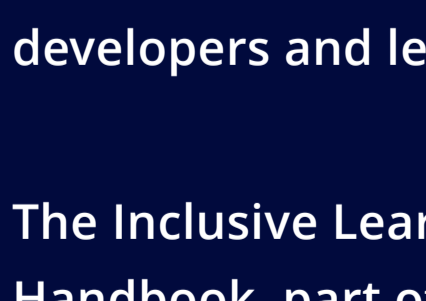 developers and le
The Inclusive Lear
Handbook, part of